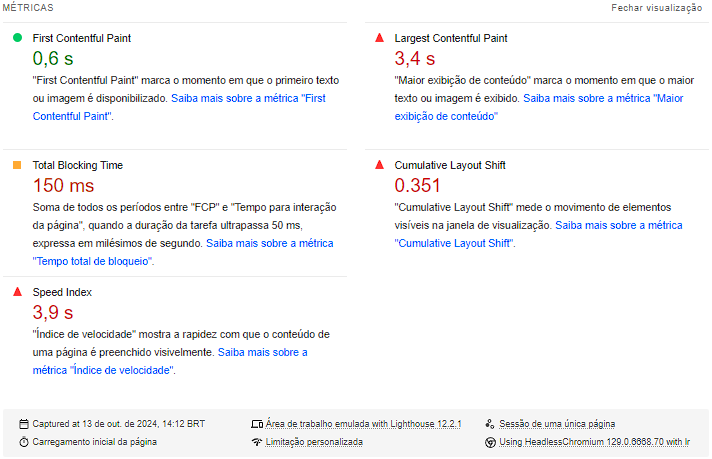 MÉTRICAS
Fechar visualização
First Contentful Paint
0,6 s
"First Contentful Paint" marca o momento em que o primeiro texto
ou imagem é disponibilizado. Saiba mais sobre a métrica "First
Contentful Paint".
Largest Contentful Paint
3,4 s
"Maior exibição de conteúdo" marca o momento em que o maior
texto ou imagem é exibido. Saiba mais sobre a métrica "Maior
exibição de conteúdo"
Total Blocking Time
150 ms
Soma de todos os períodos entre "FCP" e "Tempo para interação
da página", quando a duração da tarefa ultrapassa 50 ms,
expressa em milésimos de segundo. Saiba mais sobre a métrica
"Tempo total de bloqueio".
Cumulative Layout Shift
0.351
"Cumulative Layout Shift" mede o movimento de elementos
visíveis na janela de visualização. Saiba mais sobre a métrica
"Cumulative Layout Shift".
Speed Index
3,9 s
"Índice de velocidade" mostra a rapidez com que o conteúdo de
uma página é preenchido visivelmente. Saiba mais sobre a
métrica "Índice de velocidade".
Captured at 13 de out. de 2024, 14:12 BRT
Área de trabalho emulada with Lighthouse 12.2.1
Sessão de uma única página
Carregamento inicial da página
Limitação personalizada
Using HeadlessChromium 129.0.6668.70 with lr